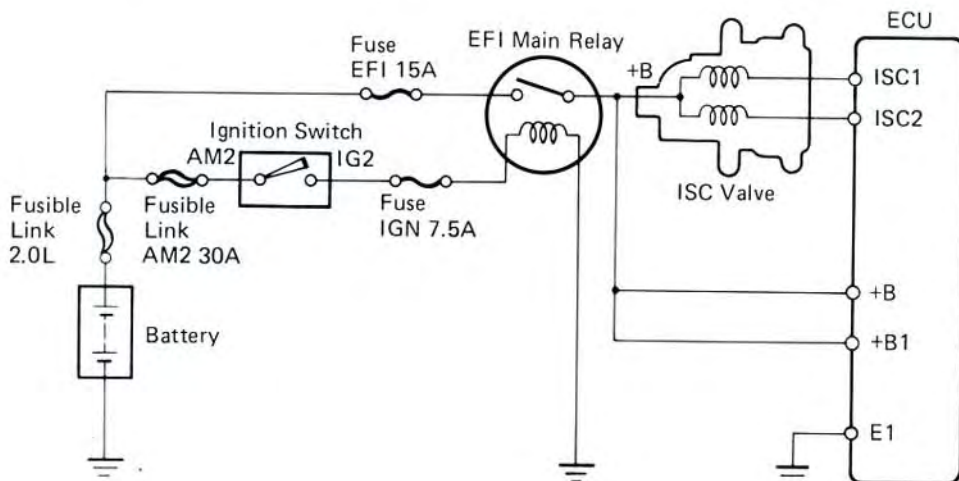 ECU
Fuse
EFI 15A
EFI Main Relay
+B
ISC1
ISC2
Ignition Switch
AM2
IG2
ISC Valve
Fusible
Link
2.0L
Fusible
Link
AM2 30A
Fuse
IGN 7.5A
+B
Battery
+B1
E1